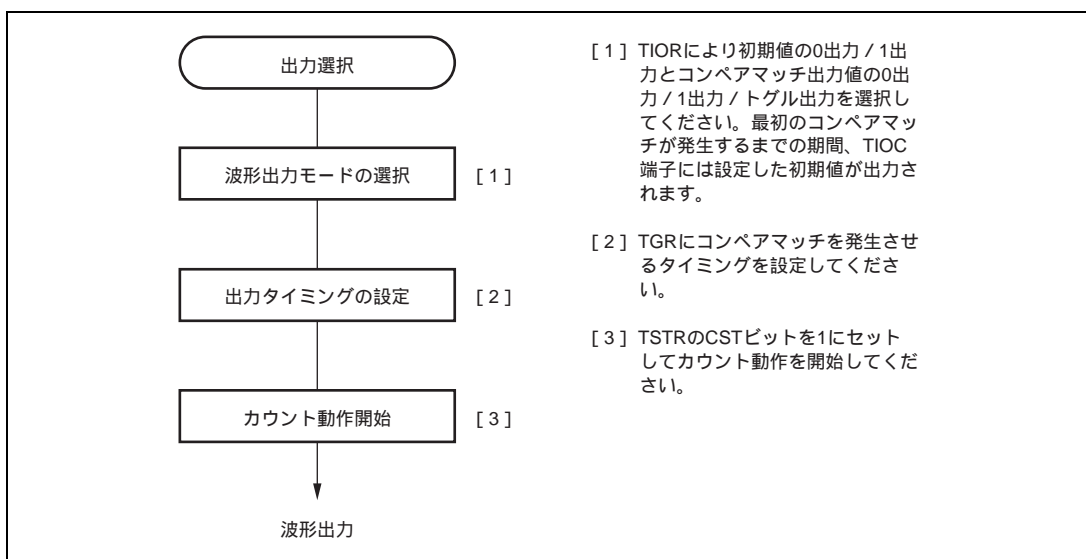 出力選択
波形出力モードの選択 [1]
出力タイミングの設定 [2]
カウント動作開始 [3]
波形出力
[1] TIORにより初期値の0出力/1出
力とコンペアマッチ出力値の0出
力/1出力/トグル出力を選択し
てください。最初のコンペアマッ
チが発生するまでの期間、TIOC
端子には設定した初期値が出力さ
れます。
[2] TGRにコンペアマッチを発生させ
るタイミングを設定してくださ
い。
[3] TSTRのCSTビットを1にセット
してカウント動作を開始してくだ
さい。